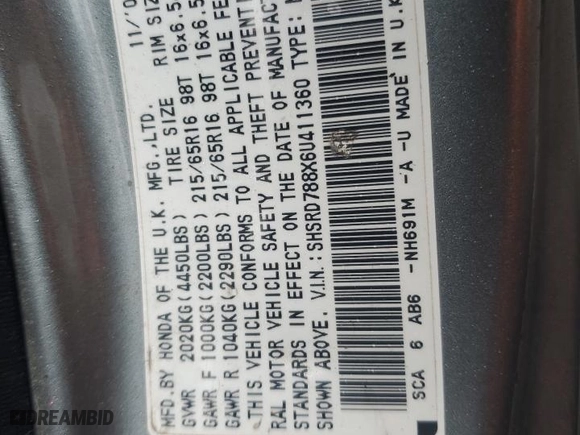 MFD.BY HONDA OF THE U.K. MFG.,LTD. 11/0
GVWR 2020KG(4450LBS) TIRE SIZE RIM SIZ
GAWR F 1000KG(2200LBS) 215/65R16 98T 16x6.5
GAWR R 1040KG(2290LBS) 215/65R16 98T 16x6.5
THIS VEHICLE CONFORMS TO ALL APPLICABLE FE
RAL MOTOR VEHICLE SAFETY AND THEFT PREVENTI
STANDARDS IN EFFECT ON THE DATE OF MANUFAC
SHOWN ABOVE. V.I.N.:SHSRD788X6U411360 TYPE:
SCA 6 AB6 -NH691M -A -U MADE IN U.K
DREAMBID